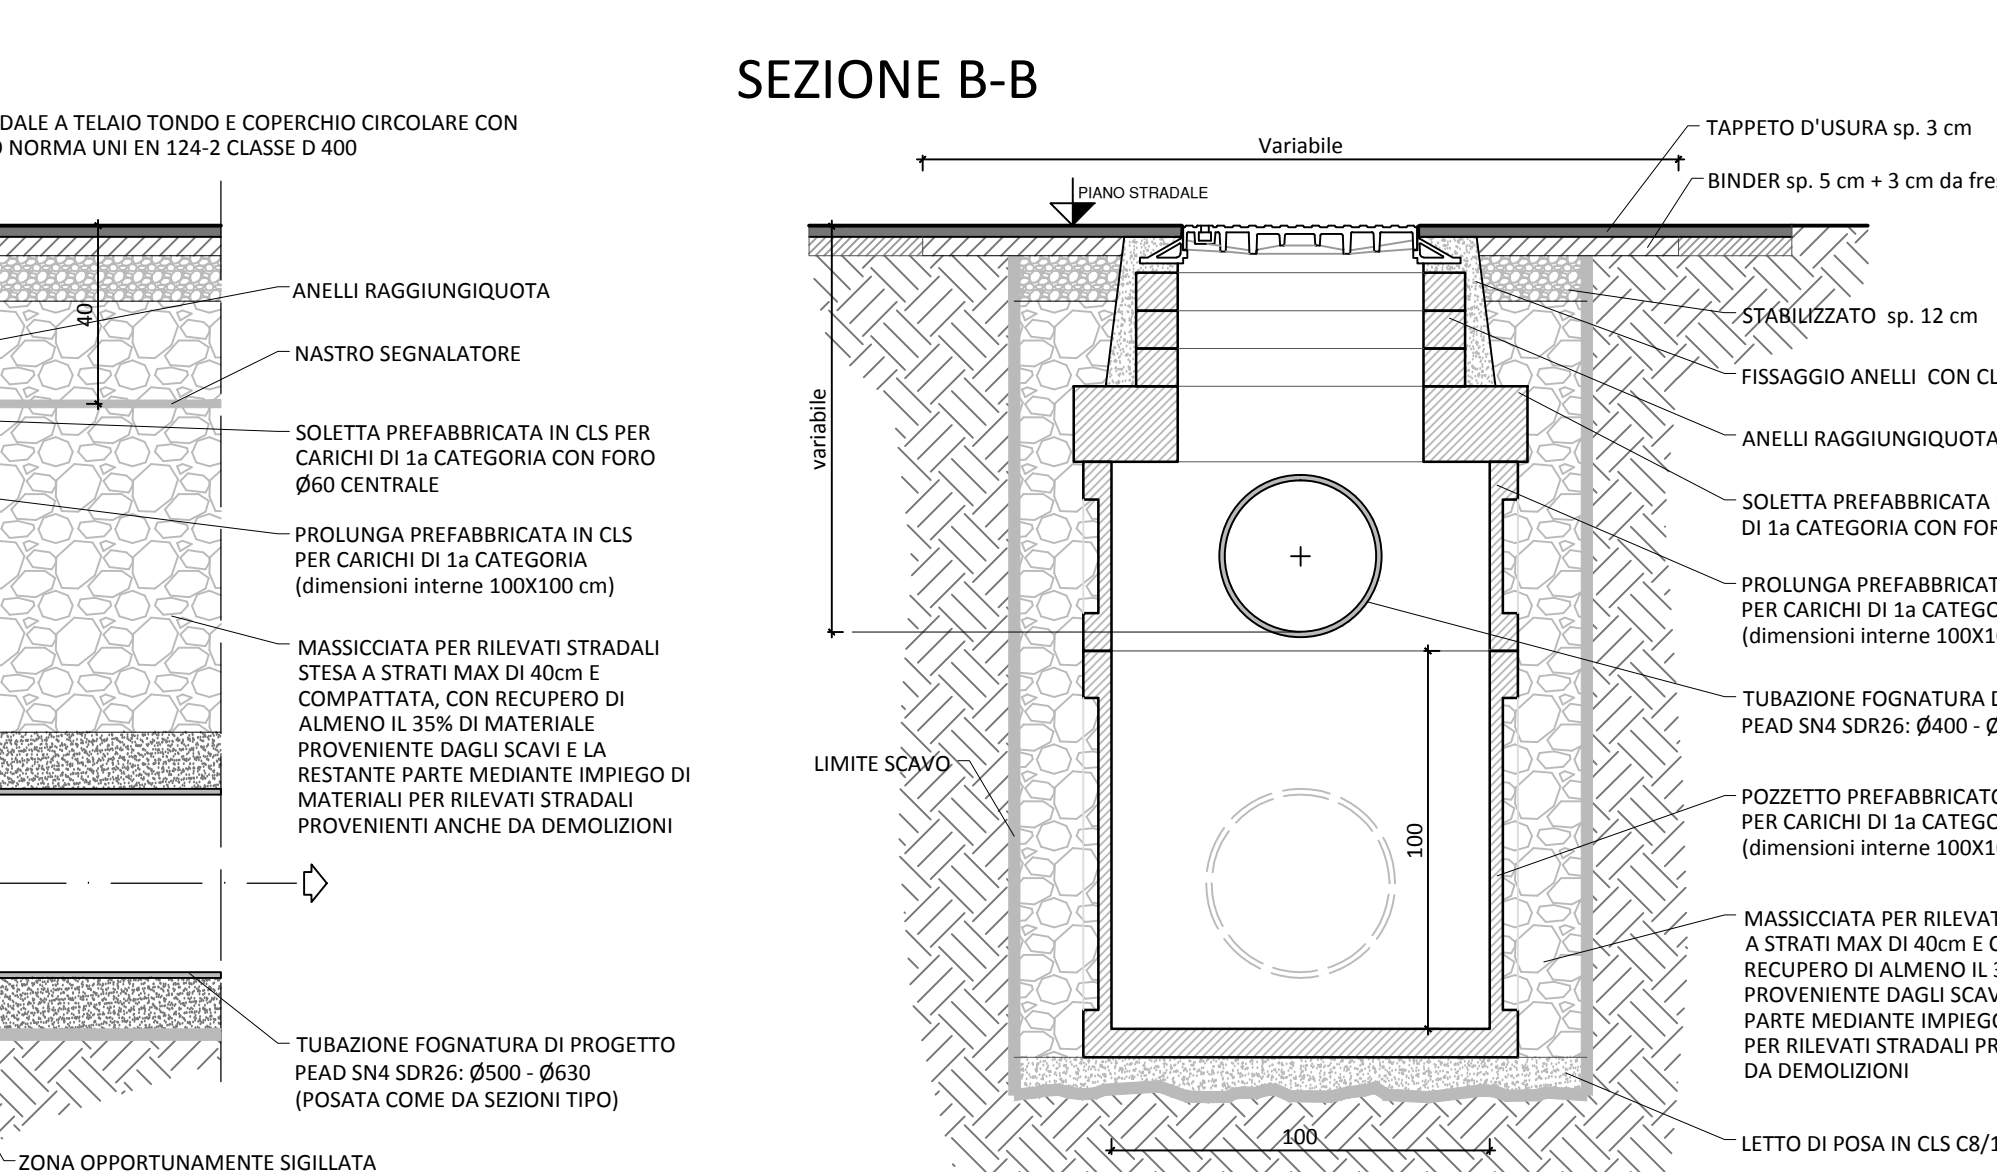 SEZIONE B-B
DALE A TELAIO TONDO E COPERCHIO CIRCOLARE CON
NORMA UNI EN 124-2 CLASSE D 400
40
ANELLI RAGGIUNGIQUOTA
NASTRO SEGNALATORE
SOLETTA PREFABBRICATA IN CLS PER
CARICHI DI 1a CATEGORIA CON FORO
Ø60 CENTRALE
PROLUNGA PREFABBRICATA IN CLS
PER CARICHI DI 1a CATEGORIA
(dimensioni interne 100X100 cm)
MASSICCIATA PER RILEVATI STRADALI
STESA A STRATI MAX DI 40cm E
COMPATTATA, CON RECUPERO DI
ALMENO IL 35% DI MATERIALE
PROVENIENTE DAGLI SCAVI E LA
RESTANTE PARTE MEDIANTE IMPIEGO DI
MATERIALI PER RILEVATI STRADALI
PROVENIENTI ANCHE DA DEMOLIZIONI
TUBAZIONE FOGNATURA DI PROGETTO
PEAD SN4 SDR26: Ø500 - Ø630
(POSATA COME DA SEZIONI TIPO)
ZONA OPPORTUNAMENTE SIGILLATA
Variabile
PIANO STRADALE
variabile
LIMITE SCAVO
100
100
TAPPETO D'USURA sp. 3 cm
BINDER sp. 5 cm + 3 cm da fre
STABILIZZATO sp. 12 cm
FISSAGGIO ANELLI CON CL
ANELLI RAGGIUNGIQUOTA
SOLETTA PREFABBRICATA
DI 1a CATEGORIA CON FOR
PROLUNGA PREFABBRICAT
PER CARICHI DI 1a CATEGO
(dimensioni interne 100X1
TUBAZIONE FOGNATURA D
PEAD SN4 SDR26: Ø400 - Ø
POZZETTO PREFABBRICATO
PER CARICHI DI 1a CATEGO
(dimensioni interne 100X1
MASSICCIATA PER RILEVAT
A STRATI MAX DI 40cm E C
RECUPERO DI ALMENO IL 3
PROVENIENTE DAGLI SCAV
PARTE MEDIANTE IMPIEGO
PER RILEVATI STRADALI PR
DA DEMOLIZIONI
LETTO DI POSA IN CLS C8/1